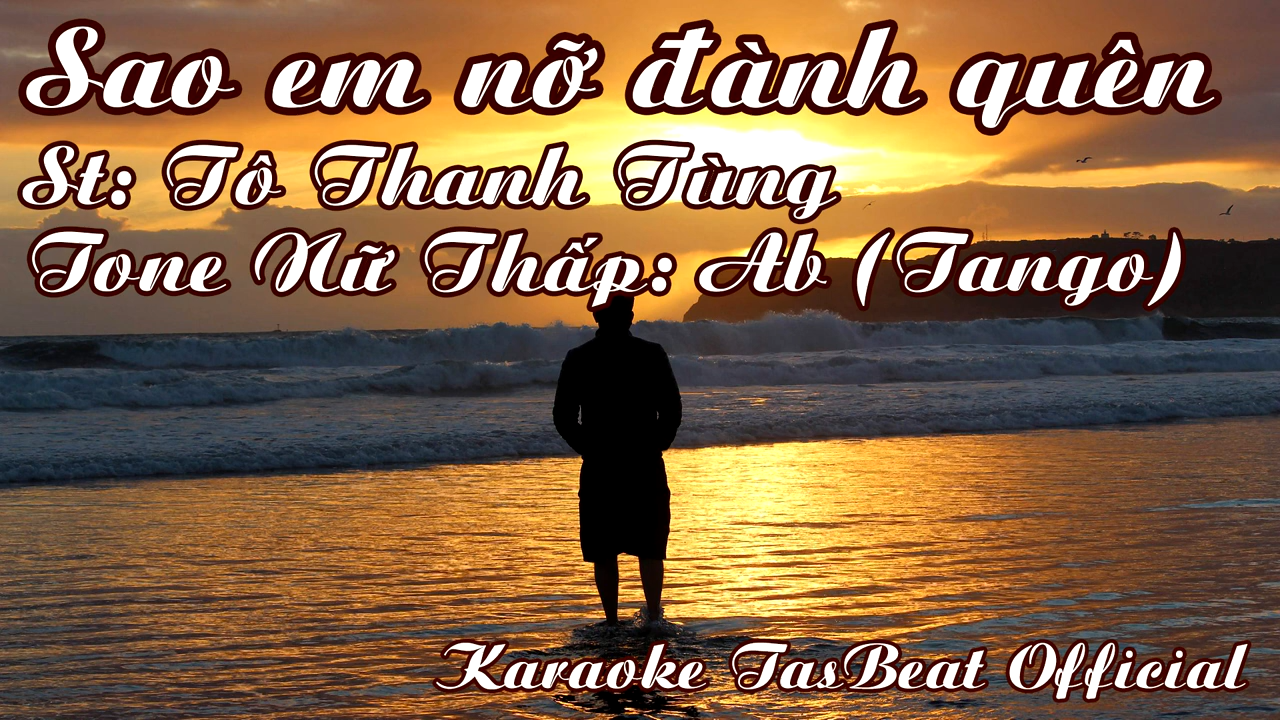 Sao em nỡ đành quên
St: Tô Thanh Tùng
Tone Nữ Thấp: Ab (Tango)
Karaoke TasBeat Official